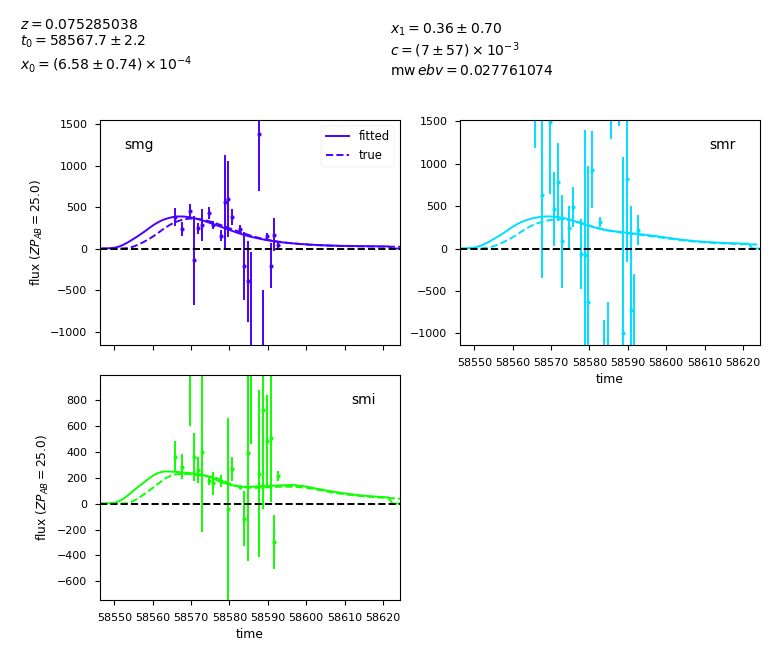 z = 0.075285038
t₀ = 58567.7 ± 2.2
x₀ = (6.58 ± 0.74) × 10⁻⁴
x₁ = 0.36 ± 0.70
c = (7 ± 57) × 10⁻³
mw ebv = 0.027761074
smg
fitted
true
1500
1000
500
0
−500
−1000
flux (ZP_AB = 25.0)
smr
1500
1000
500
0
−500
−1000
58550 58560 58570 58580 58590 58600 58610 58620
time
smi
800
600
400
200
0
−200
−400
−600
flux (ZP_AB = 25.0)
58550 58560 58570 58580 58590 58600 58610 58620
time